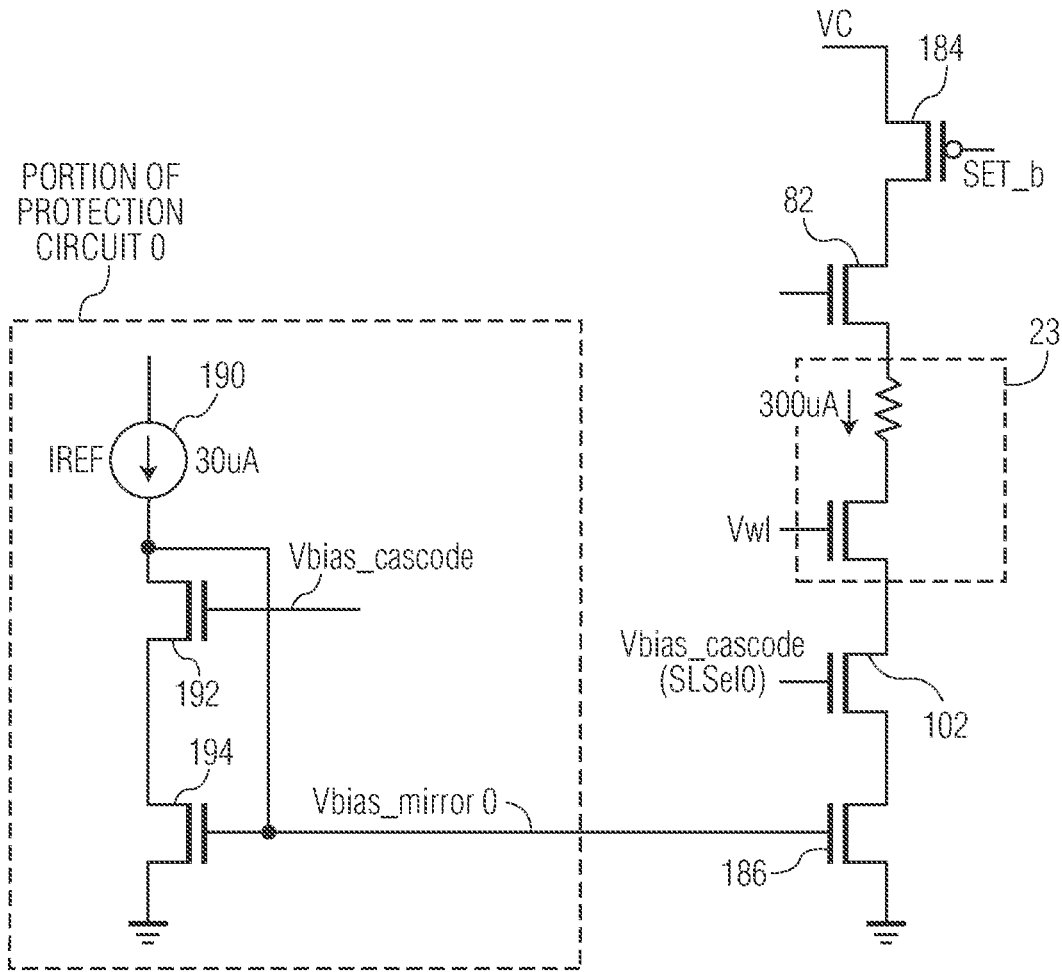 VC
184
SET_b
PORTION OF
PROTECTION
CIRCUIT 0
82
23
190
300uA
IREF
30uA
Vwl
Vbias_cascode
192
Vbias_cascode
(SLSel0)
102
194
Vbias_mirror 0
186